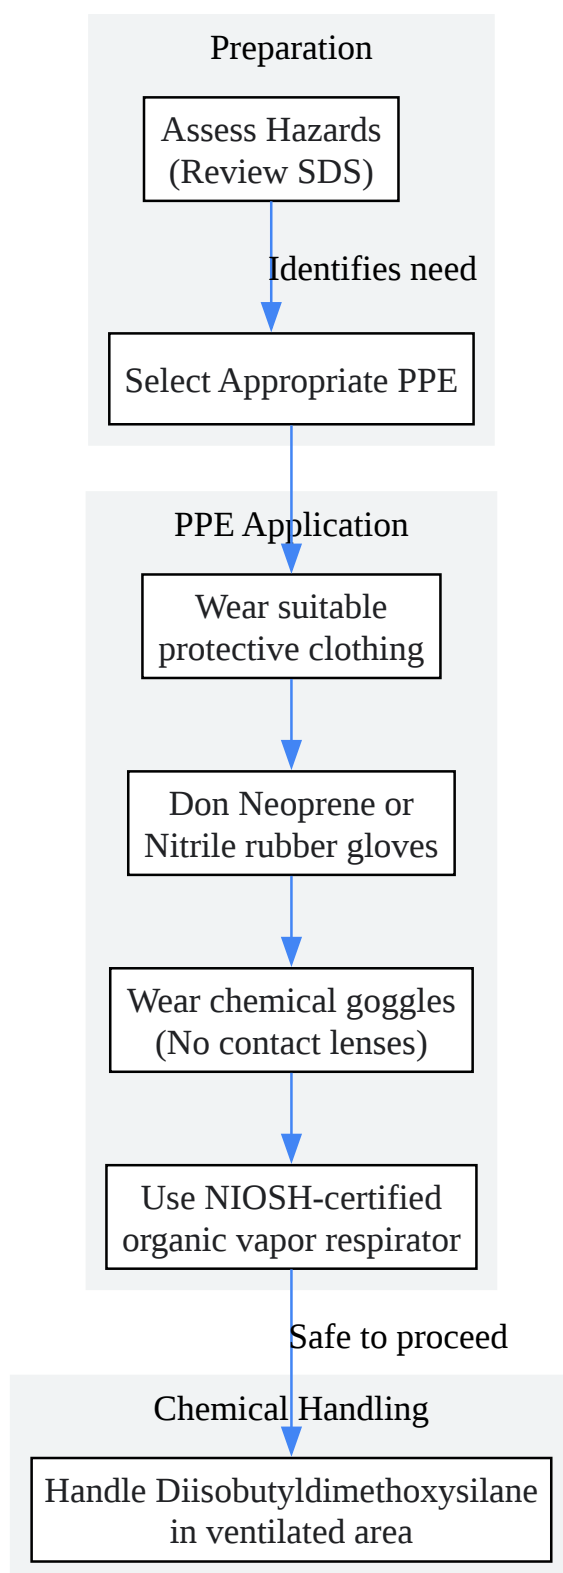 Preparation
Assess Hazards
(Review SDS)
Identifies need
Select Appropriate PPE
PPE Application
Wear suitable
protective clothing
Don Neoprene or
Nitrile rubber gloves
Wear chemical goggles
(No contact lenses)
Use NIOSH-certified
organic vapor respirator
Safe to proceed
Chemical Handling
Handle Diisobutyldimethoxysilane
in ventilated area